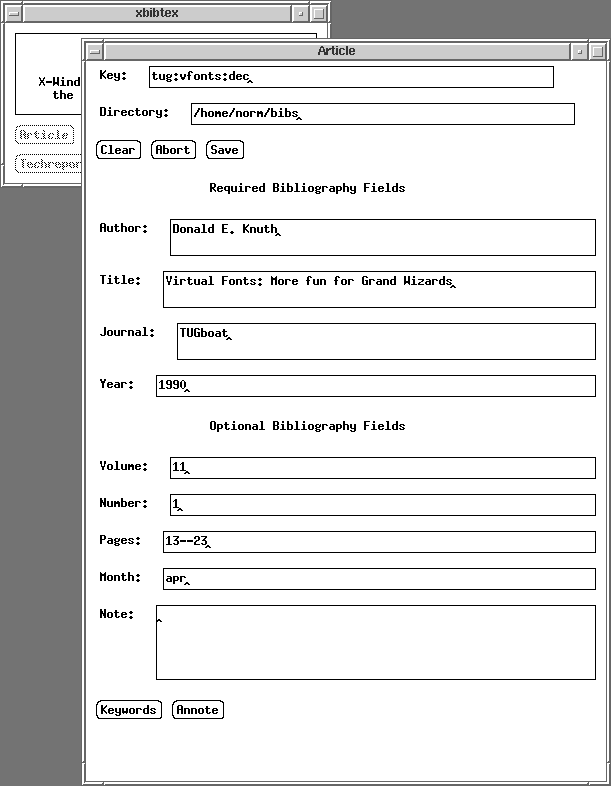 xbibtex
X-Wind
the
Article
Techrepor
Article
Key: tug:vfonts:dec
Directory: /home/norm/bibs
Clear Abort Save
Required Bibliography Fields
Author: Donald E. Knuth
Title: Virtual Fonts: More fun for Grand Wizards
Journal: TUGboat
Year: 1990
Optional Bibliography Fields
Volume: 11
Number: 1
Pages: 13--23
Month: apr
Note:
Keywords Annote